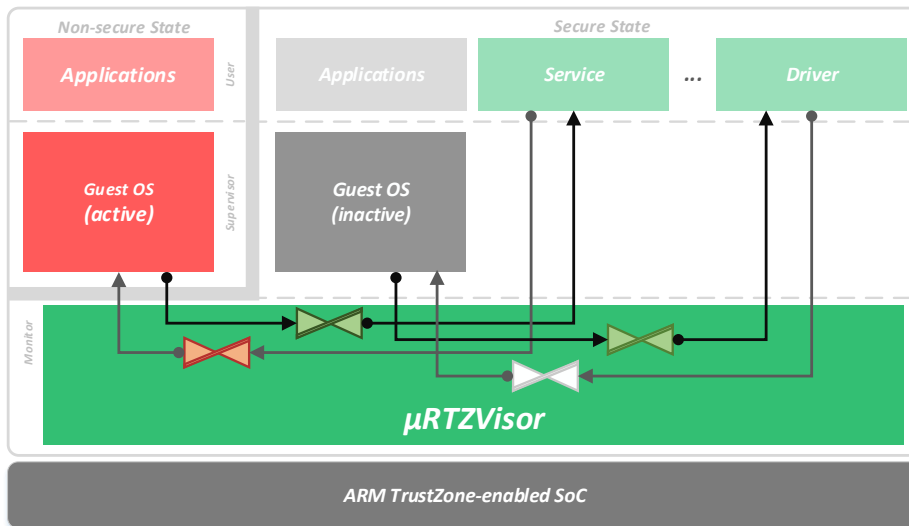 Non-secure State
Secure State
Applications
User
Applications
Service
...
Driver
Guest OS
(active)
Supervisor
Guest OS
(inactive)
Monitor
µRTZVisor
ARM TrustZone-enabled SoC